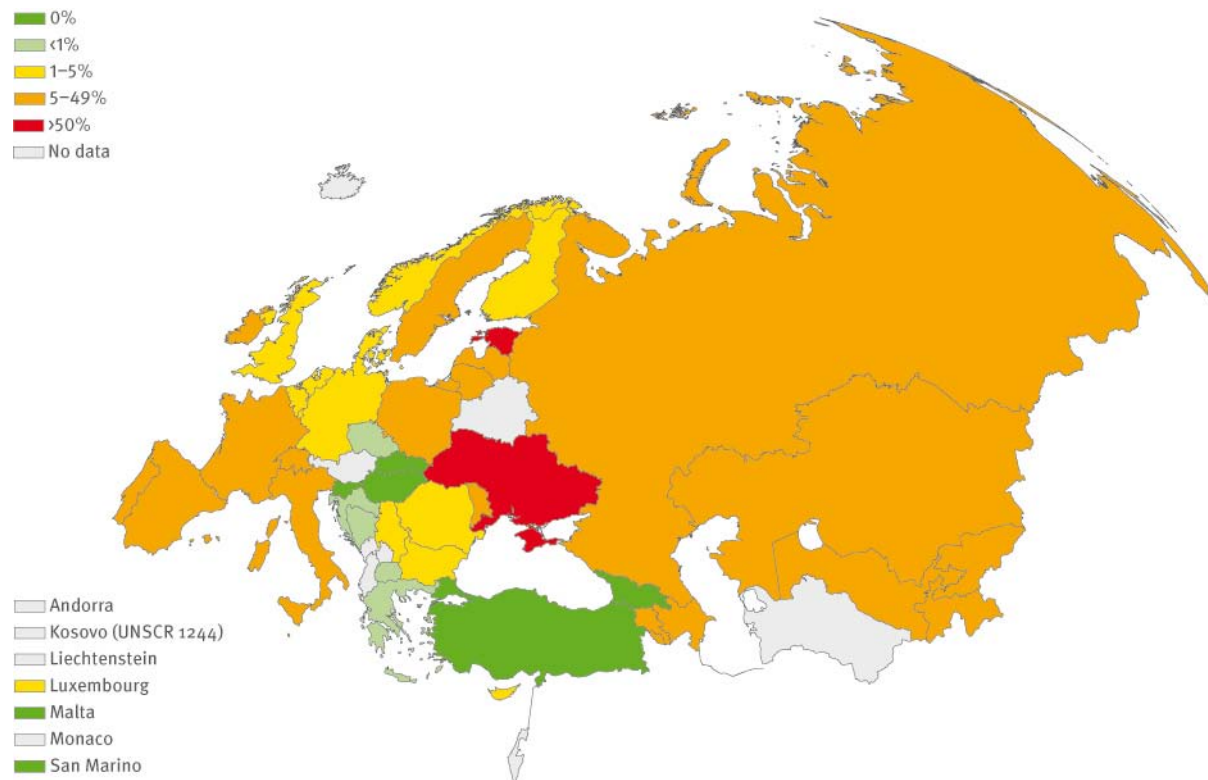 0%
<1%
1–5%
5–49%
>50%
No data
Andorra
Kosovo (UNSCR 1244)
Liechtenstein
Luxembourg
Malta
Monaco
San Marino